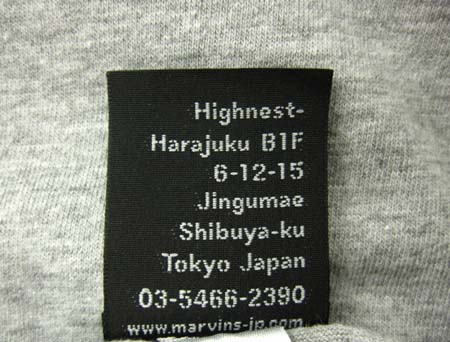 Highnest-
Harajuku B1F
6-12-15
Jingumae
Shibuya-ku
Tokyo Japan
03-5466-2390
www.marvins-jp.com